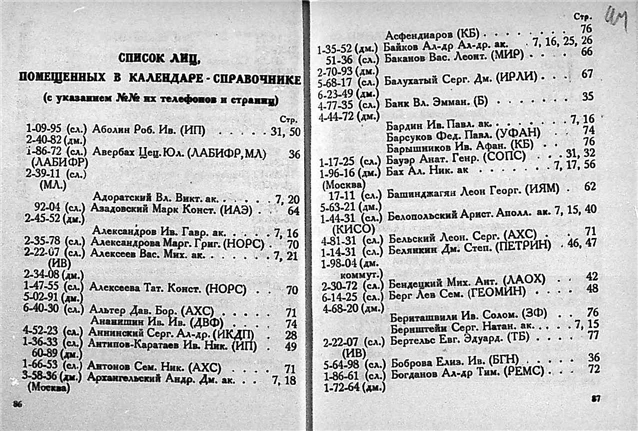 СПИСОК ЛИЦ,
ПОМЕЩЕННЫХ В КАЛЕНДАРЕ-СПРАВОЧНИКЕ
(с указанием №№ их телефонов и страниц)
Стр.
1-09-95 (сл.) Аболин Роб. Ив. (ИП) . . . . . . . . 31, 50
2-40-82 (дм.)
1-86-72 (сл.) Авербах Цец. Юл. (ЛАБИФР, МЛ) 36
(ЛАБИФР)
2-39-11 (сл.)
(МЛ.)
Адоратский Вл. Викт. ак. . . . . . 7, 20
92-04 (сл.) Азадовский Марк Конст. (ИАЭ) . 64
2-45-52 (дм.)
Александров Ив. Гавр. ак. . . . . 7, 16
2-35-78 (сл.) Александрова Марг. Григ. (НОРС) . 70
2-22-07 (сл.) Алексеев Вас. Мих. ак. . . . . . 7, 21
(ИВ)
2-34-08 (дм.)
1-47-55 (сл.) Алексеева Тат. Конст. (НОРС) . . 70
5-02-91 (дм.)
6-40-30 (сл.) Альтер Дав. Бор. (АХС) . . . . . 71
Ананишин Ив. Ив. (ДВФ) . . . . . 74
4-52-23 (сл.) Аннинский Серг. Ал-др. (ИКДП) . . 28
1-36-33 (сл.) Антипов-Каратаев Ив. Ник. (ИП) . 49
60-89 (дм.)
1-66-53 (сл.) Антонов Сем. Ник. (АХС) . . . . . 71
3-58-36 (дм.) Архангельский Андр. Дм. ак. . . . 7, 18
(Москва)
86
Стр.
Асфендиаров (КБ) . . . . . . . . 76
1-35-52 (дм.) Байков Ал-др Ал-др. ак. . 7, 16, 25, 26
51-36 (сл.) Баканов Вас. Леонт. (МИР) . . . . 66
2-70-93 (дм.)
5-68-17 (сл.) Балухатый Серг. Дм. (ИРЛИ) . . . 67
6-23-49 (дм.)
4-77-35 (сл.) Банк Вл. Эмман. (Б) . . . . . . . 35
4-44-72 (дм.)
Бардин Ив. Павл. ак. . . . . . . 7, 16
Барсуков Фед. Павл. (УФАН) . . . 74
Барышников Ив. Афан. (КБ) . . . . 76
1-17-25 (сл.) Бауэр Анат. Генр. (СОПС) . . . . 31, 32
1-96-16 (дм.) Бах Ал. Ник. ак . . . . . . . 7, 17, 56
(Москва)
17-11 (сл.) Башинджагян Леон Георг. (ИЯМ) . 62
5-63-21 (дм.)
1-44-31 (сл.) Белопольский Арист. Аполл. ак. 7, 15, 40
(КИСО)
4-81-31 (сл.) Бельский Леон. Серг. (АХС) . . . 71
1-14-31 (сл.) Белянкин Дм. Степ. (ПЕТРИН) . 46, 47
1-98-04 (дм.)
коммут.
2-30-72 (сл.) Бендецкий Мих. Ант. (ЛАОХ) . . . 42
6-14-25 (сл.) Берг Лев Сем. (ГЕОМИН) . . . . . 48
4-68-20 (дм.)
Бериташвили Ив. Солом. (ЗФ) . . . 76
Бернштейн Серг. Натан. ак. . . . . 7, 15
2-22-07 (сл.) Бертельс Евг. Эдуард. (ТБ) . . . . 77
(ИВ)
5-64-98 (сл.) Боброва Елиз. Ив. (БГН) . . . . . 36
1-86-61 (сл.) Богданов Ал-др Тим. (РЕМС) . . . 72
1-72-64 (дм.)
87